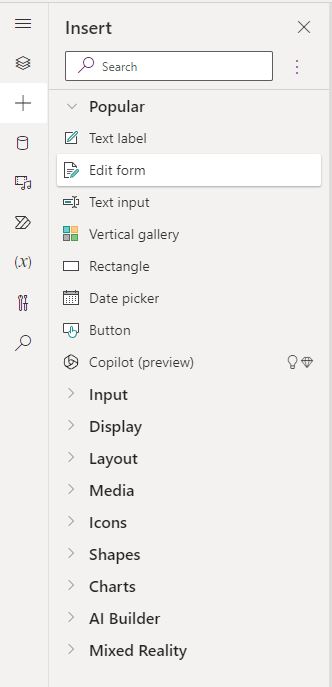 Insert
Search
Popular
Text label
Edit form
Text input
Vertical gallery
Rectangle
Date picker
Button
(x)
Copilot (preview)
Input
Display
Layout
Media
Icons
Shapes
Charts
AI Builder
Mixed Reality